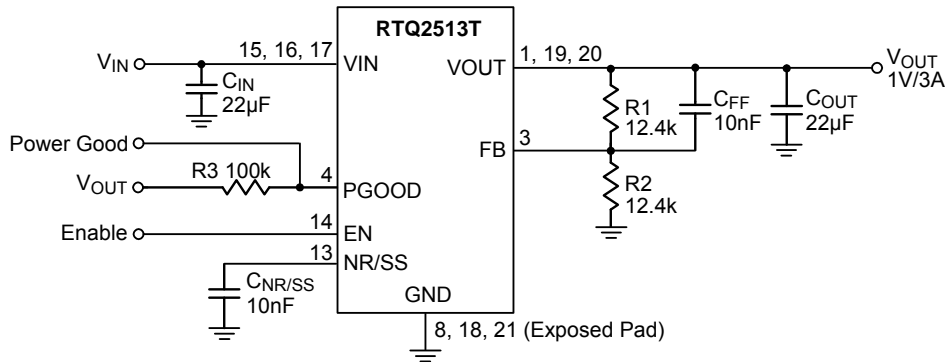 RTQ2513T
VIN
15, 16, 17
VIN
CIN
22μF
VOUT
1, 19, 20
VOUT
1V/3A
R1
12.4k
CFF
10nF
COUT
22μF
FB
3
R2
12.4k
Power Good
VOUT
R3 100k
4
PGOOD
Enable
14
EN
13
NR/SS
CNR/SS
10nF
GND
8, 18, 21 (Exposed Pad)